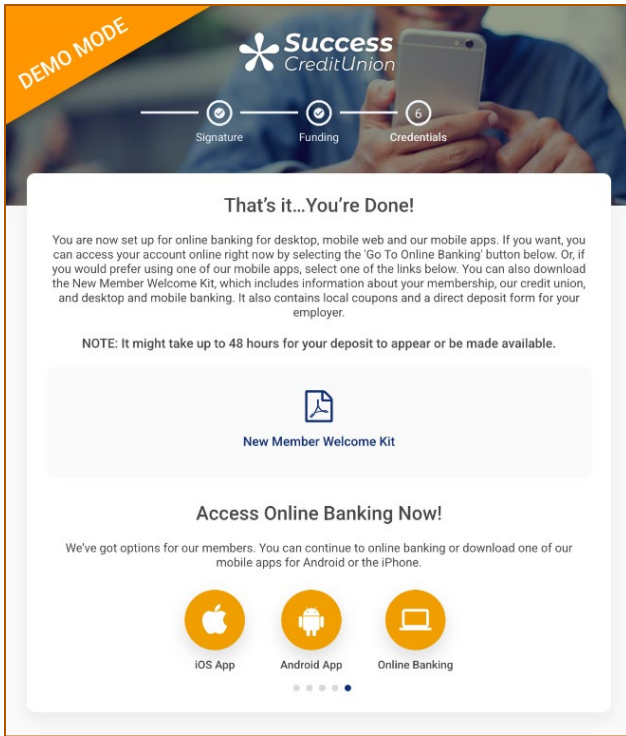 DEMO MODE
Success
CreditUnion
6
Signature
Funding
Credentials
That's it...You're Done!
You are now set up for online banking for desktop, mobile web and our mobile apps. If you want, you
can access your account online right now by selecting the 'Go To Online Banking' button below. Or, if
you would prefer using one of our mobile apps, select one of the links below. You can also download
the New Member Welcome Kit, which includes information about your membership, our credit union,
and desktop and mobile banking. It also contains local coupons and a direct deposit form for your
employer.
NOTE: It might take up to 48 hours for your deposit to appear or be made available.
New Member Welcome Kit
Access Online Banking Now!
We've got options for our members. You can continue to online banking or download one of our
mobile apps for Android or the iPhone.
iOS App
Android App
Online Banking